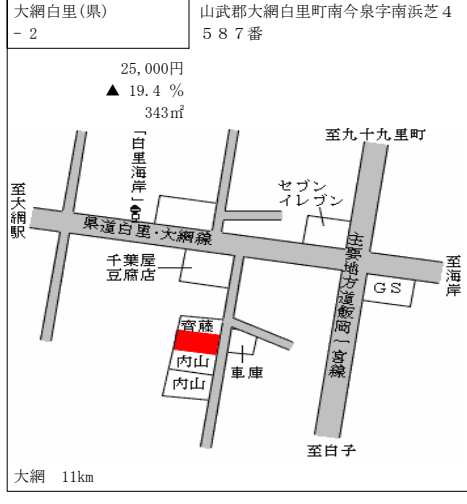 大網白里(県)
- 2
山武郡大網白里町南今泉字南浜芝4
587番
25,000円
▲ 19.4 %
343㎡
至九十九里町
「白里海岸」
セブン
イレブン
至大網駅
県道白里・大網線
主要地方道飯岡一宮線
至海岸
千葉屋
豆腐店
GS
齊藤
内山
内山
車庫
至白子
大網 11km